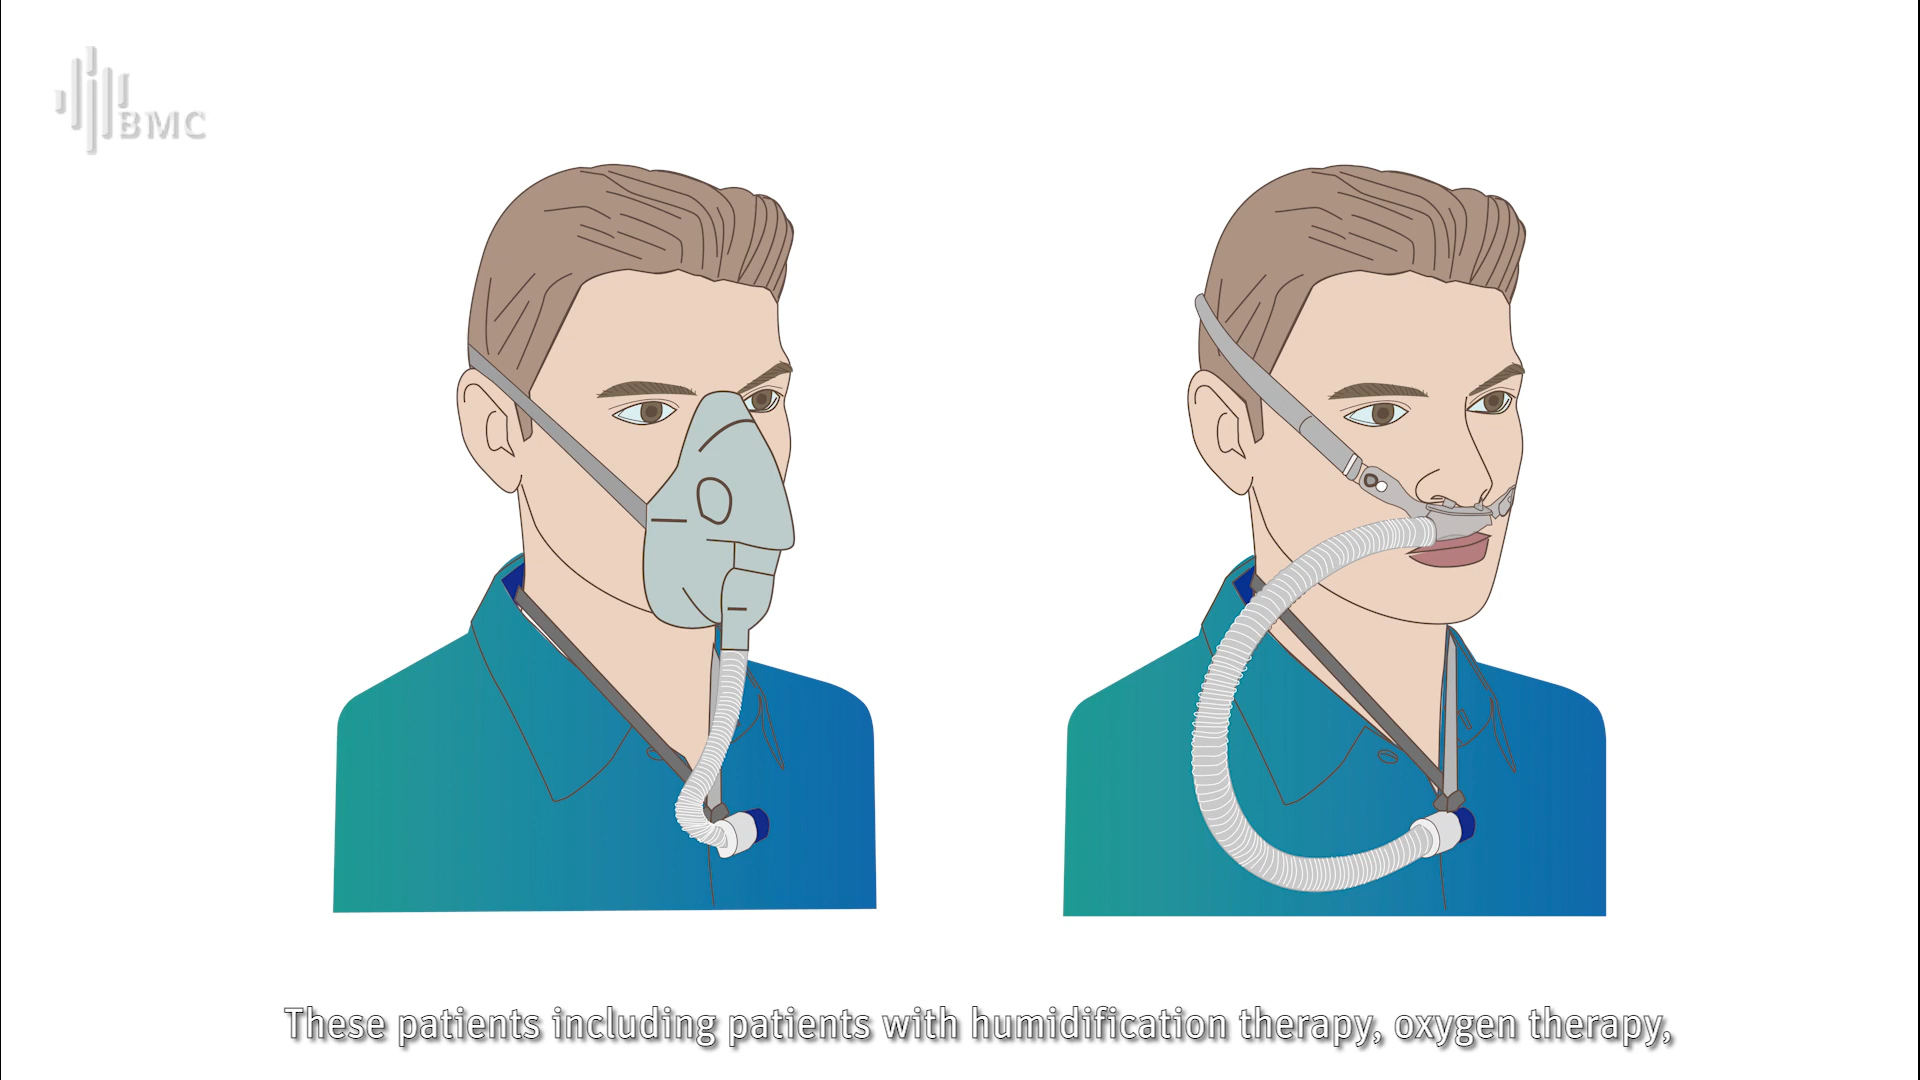 BMC
These patients including patients with humidification therapy, oxygen therapy,